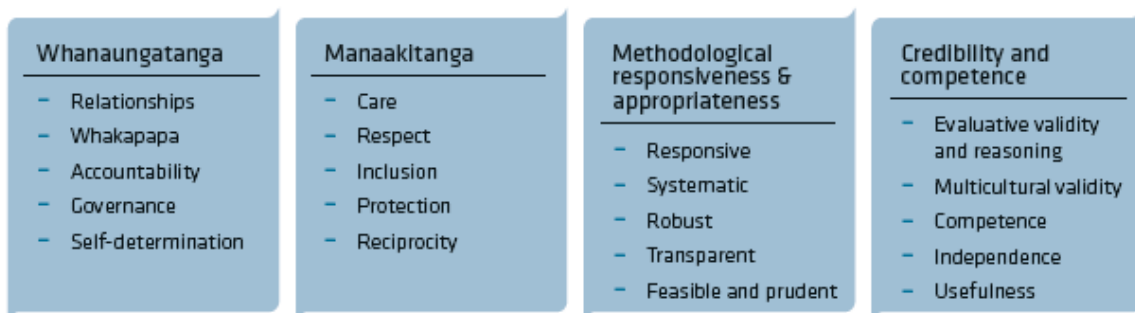 Whanaungatanga
– Relationships
– Whakapapa
– Accountability
– Governance
– Self-determination
Manaakitanga
– Care
– Respect
– Inclusion
– Protection
– Reciprocity
Methodological
responsiveness &
appropriateness
– Responsive
– Systematic
– Robust
– Transparent
– Feasible and prudent
Credibility and
competence
– Evaluative validity
and reasoning
– Multicultural validity
– Competence
– Independence
– Usefulness